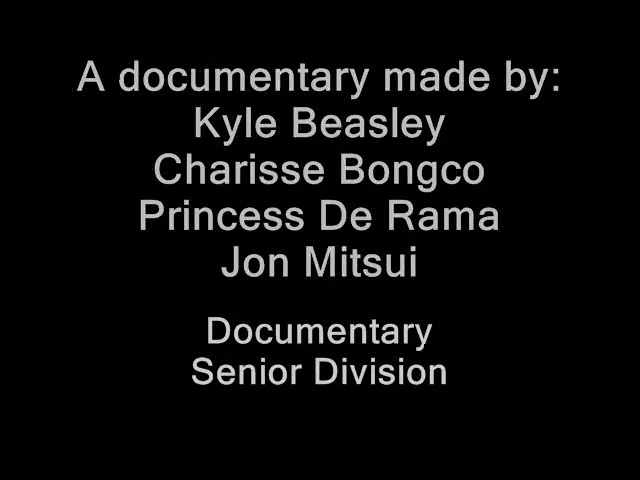 A documentary made by:
Kyle Beasley
Charisse Bongco
Princess De Rama
Jon Mitsui
Documentary
Senior Division